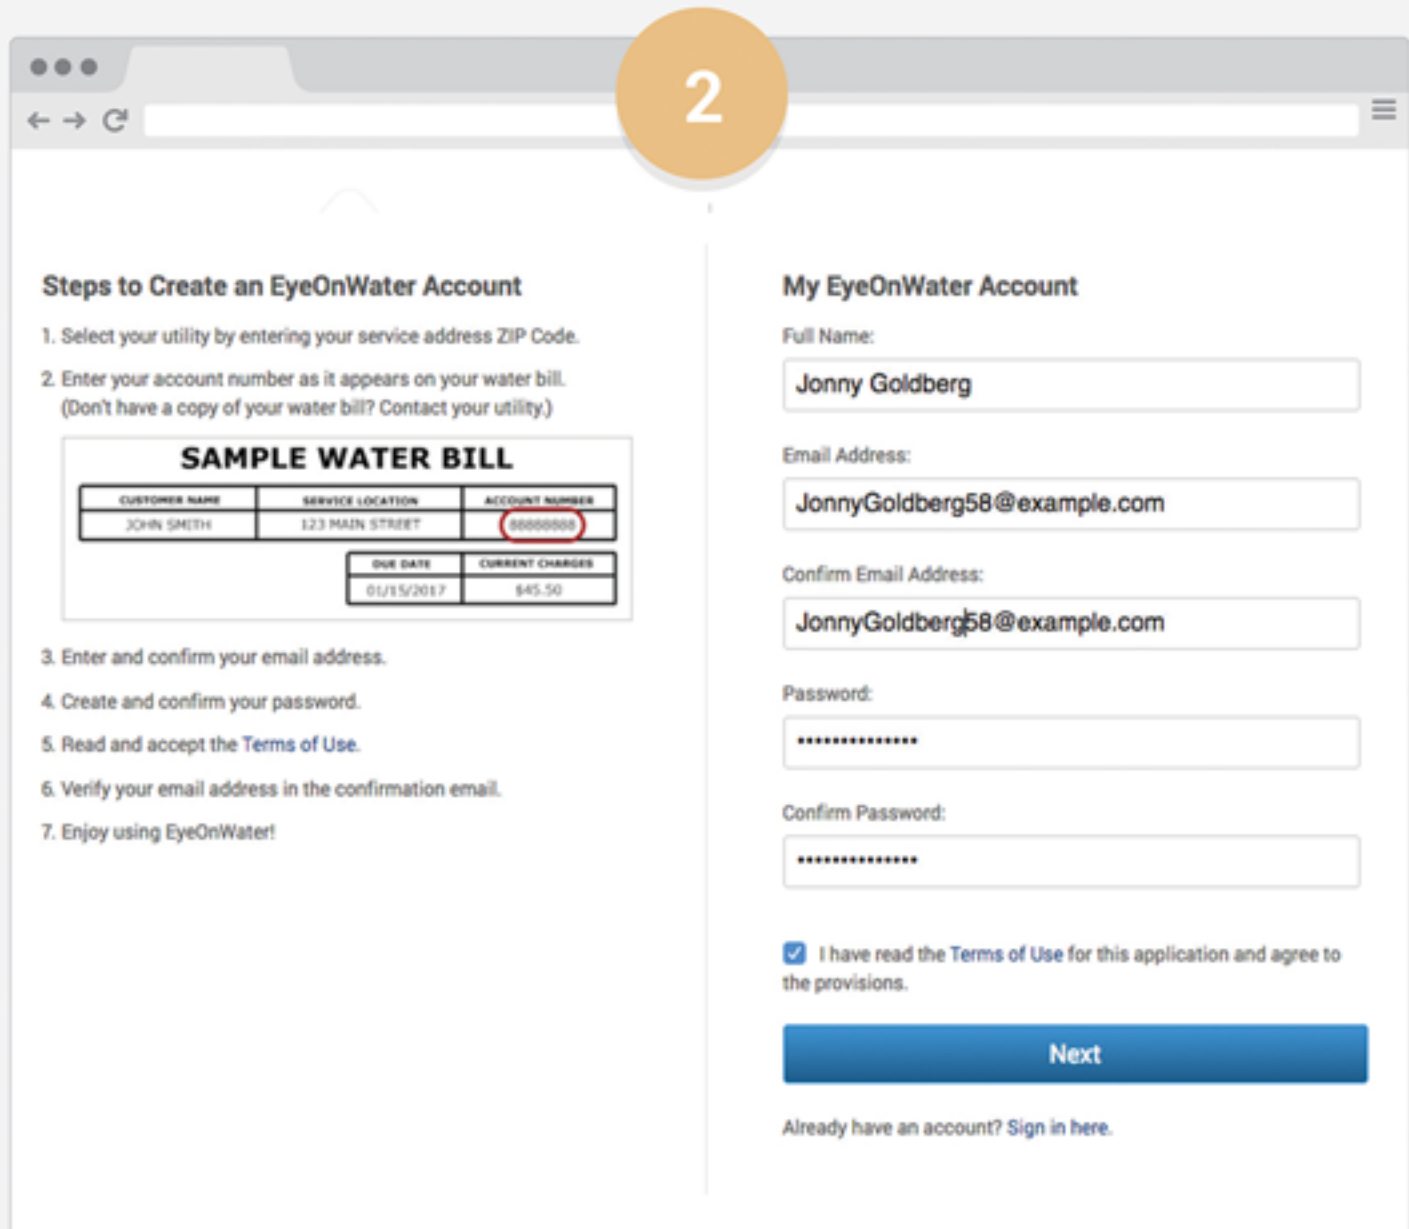 2
Steps to Create an EyeOnWater Account
1. Select your utility by entering your service address ZIP Code.
2. Enter your account number as it appears on your water bill.
(Don't have a copy of your water bill? Contact your utility.)
SAMPLE WATER BILL
CUSTOMER NAME SERVICE LOCATION ACCOUNT NUMBER
JOHN SMITH 123 MAIN STREET 88888888
DUE DATE CURRENT CHARGES
01/15/2017 $45.50
3. Enter and confirm your email address.
4. Create and confirm your password.
5. Read and accept the Terms of Use.
6. Verify your email address in the confirmation email.
7. Enjoy using EyeOnWater!
My EyeOnWater Account
Full Name:
Jonny Goldberg
Email Address:
JonnyGoldberg58@example.com
Confirm Email Address:
JonnyGoldberg58@example.com
Password:
••••••••••••••
Confirm Password:
••••••••••••••
I have read the Terms of Use for this application and agree to
the provisions.
Next
Already have an account? Sign in here.